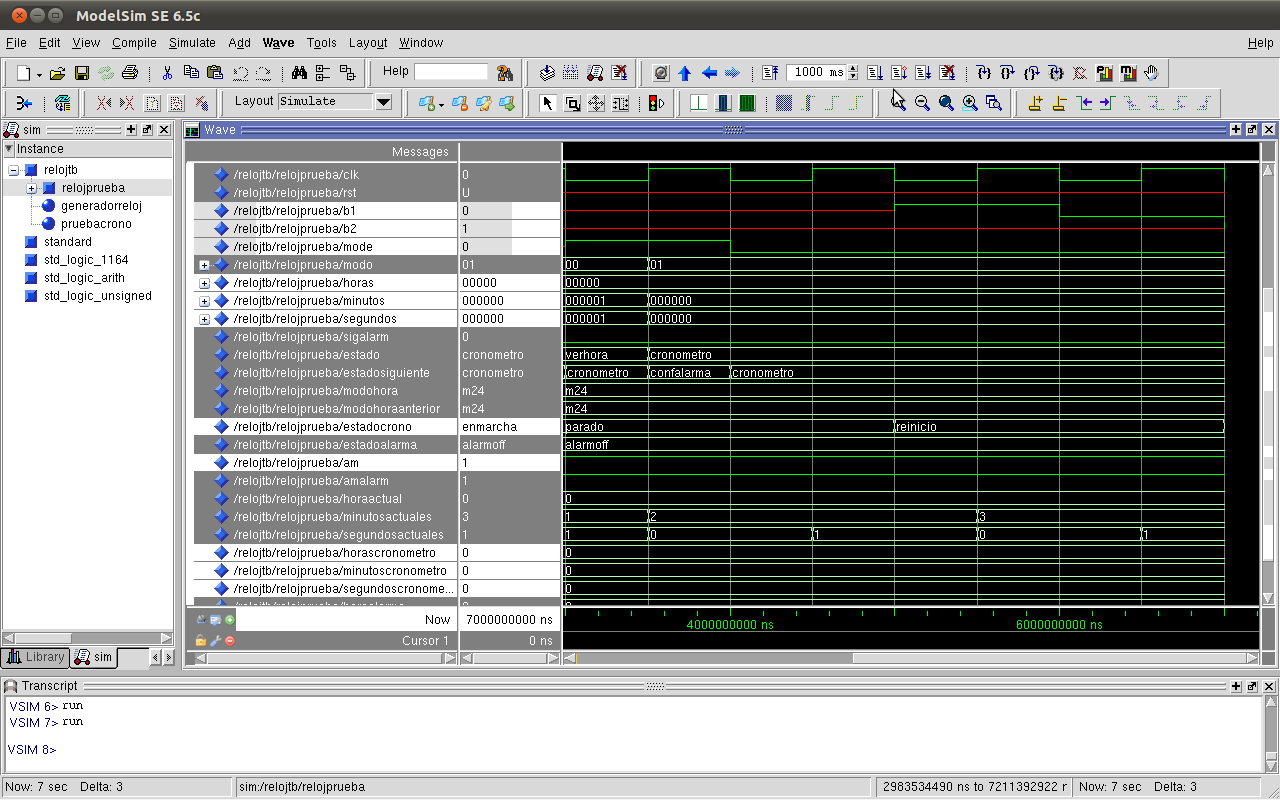 ModelSim SE 6.5c
File Edit View Compile Simulate Add Wave Tools Layout Window Help
Help 1000 ms
Layout Simulate
sim
Wave
Instance
Messages
relojtb
relojprueba
generadorreloj
pruebacrono
standard
std_logic_1164
std_logic_arith
std_logic_unsigned
/relojtb/relojprueba/clk 0
/relojtb/relojprueba/rst U
/relojtb/relojprueba/b1 0
/relojtb/relojprueba/b2 1
/relojtb/relojprueba/mode 0
/relojtb/relojprueba/modo 01 00 01
/relojtb/relojprueba/horas 00000 00000
/relojtb/relojprueba/minutos 000000 000001 000000
/relojtb/relojprueba/segundos 000000 000001 000000
/relojtb/relojprueba/sigalarm 0
/relojtb/relojprueba/estado cronometro verhora cronometro
/relojtb/relojprueba/estadosiguiente cronometro cronometro confalarma cronometro
/relojtb/relojprueba/modohora m24 m24
/relojtb/relojprueba/modohoraanterior m24 m24
/relojtb/relojprueba/estadocrono enmarcha parado reinicio
/relojtb/relojprueba/estadoalarma alarmoff alarmoff
/relojtb/relojprueba/am 1
/relojtb/relojprueba/amalarm 1
/relojtb/relojprueba/horaactual 0 0
/relojtb/relojprueba/minutosactuales 3 1 2 3
/relojtb/relojprueba/segundosactuales 1 1 0 1 0 1
/relojtb/relojprueba/horascronometro 0 0
/relojtb/relojprueba/minutoscronometro 0 0
/relojtb/relojprueba/segundoscronome... 0 0
Now 7000000000 ns 4000000000 ns 6000000000 ns
Cursor 1 0 ns
Library sim
Transcript
VSIM 6> run
VSIM 7> run
VSIM 8>
Now: 7 sec Delta: 3 sim:/relojtb/relojprueba 2983534490 ns to 7211392922 r Now: 7 sec Delta: 3